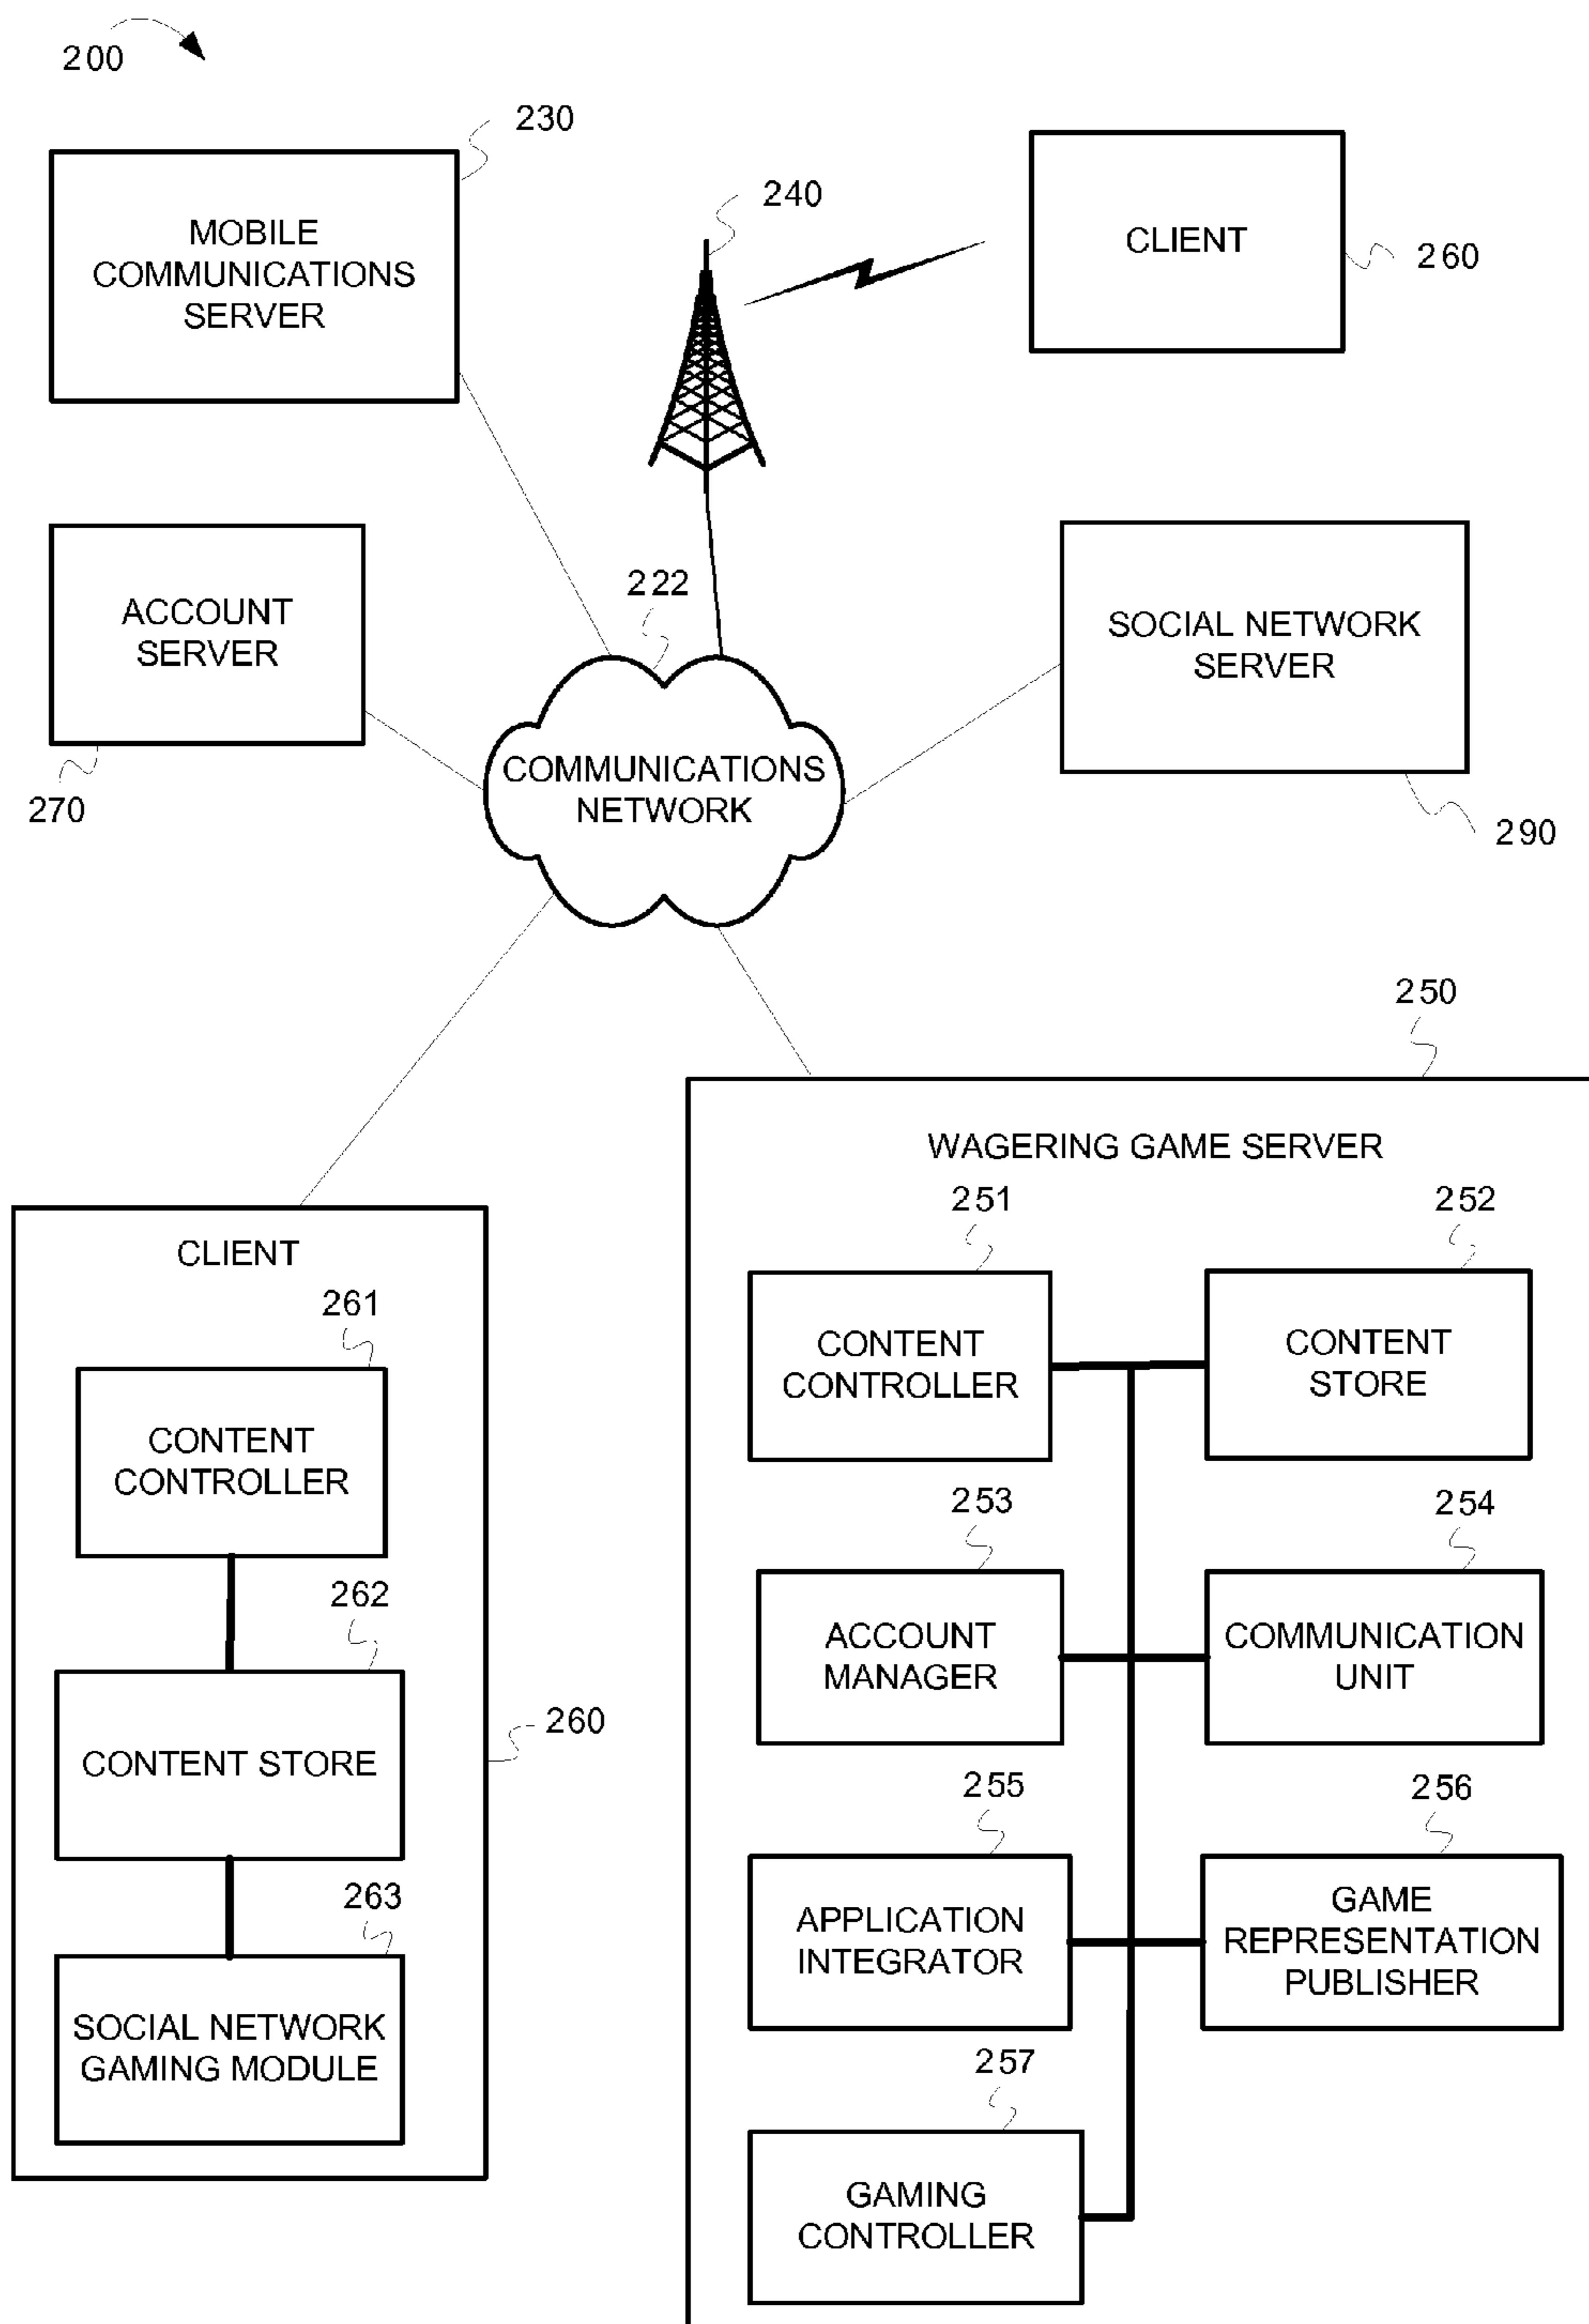 200
230
MOBILE
COMMUNICATIONS
SERVER
240
CLIENT
260
ACCOUNT
SERVER
270
222
COMMUNICATIONS
NETWORK
SOCIAL NETWORK
SERVER
290
250
WAGERING GAME SERVER
251
CONTENT
CONTROLLER
252
CONTENT
STORE
253
ACCOUNT
MANAGER
254
COMMUNICATION
UNIT
255
APPLICATION
INTEGRATOR
256
GAME
REPRESENTATION
PUBLISHER
257
GAMING
CONTROLLER
CLIENT
261
CONTENT
CONTROLLER
262
CONTENT STORE
260
263
SOCIAL NETWORK
GAMING MODULE